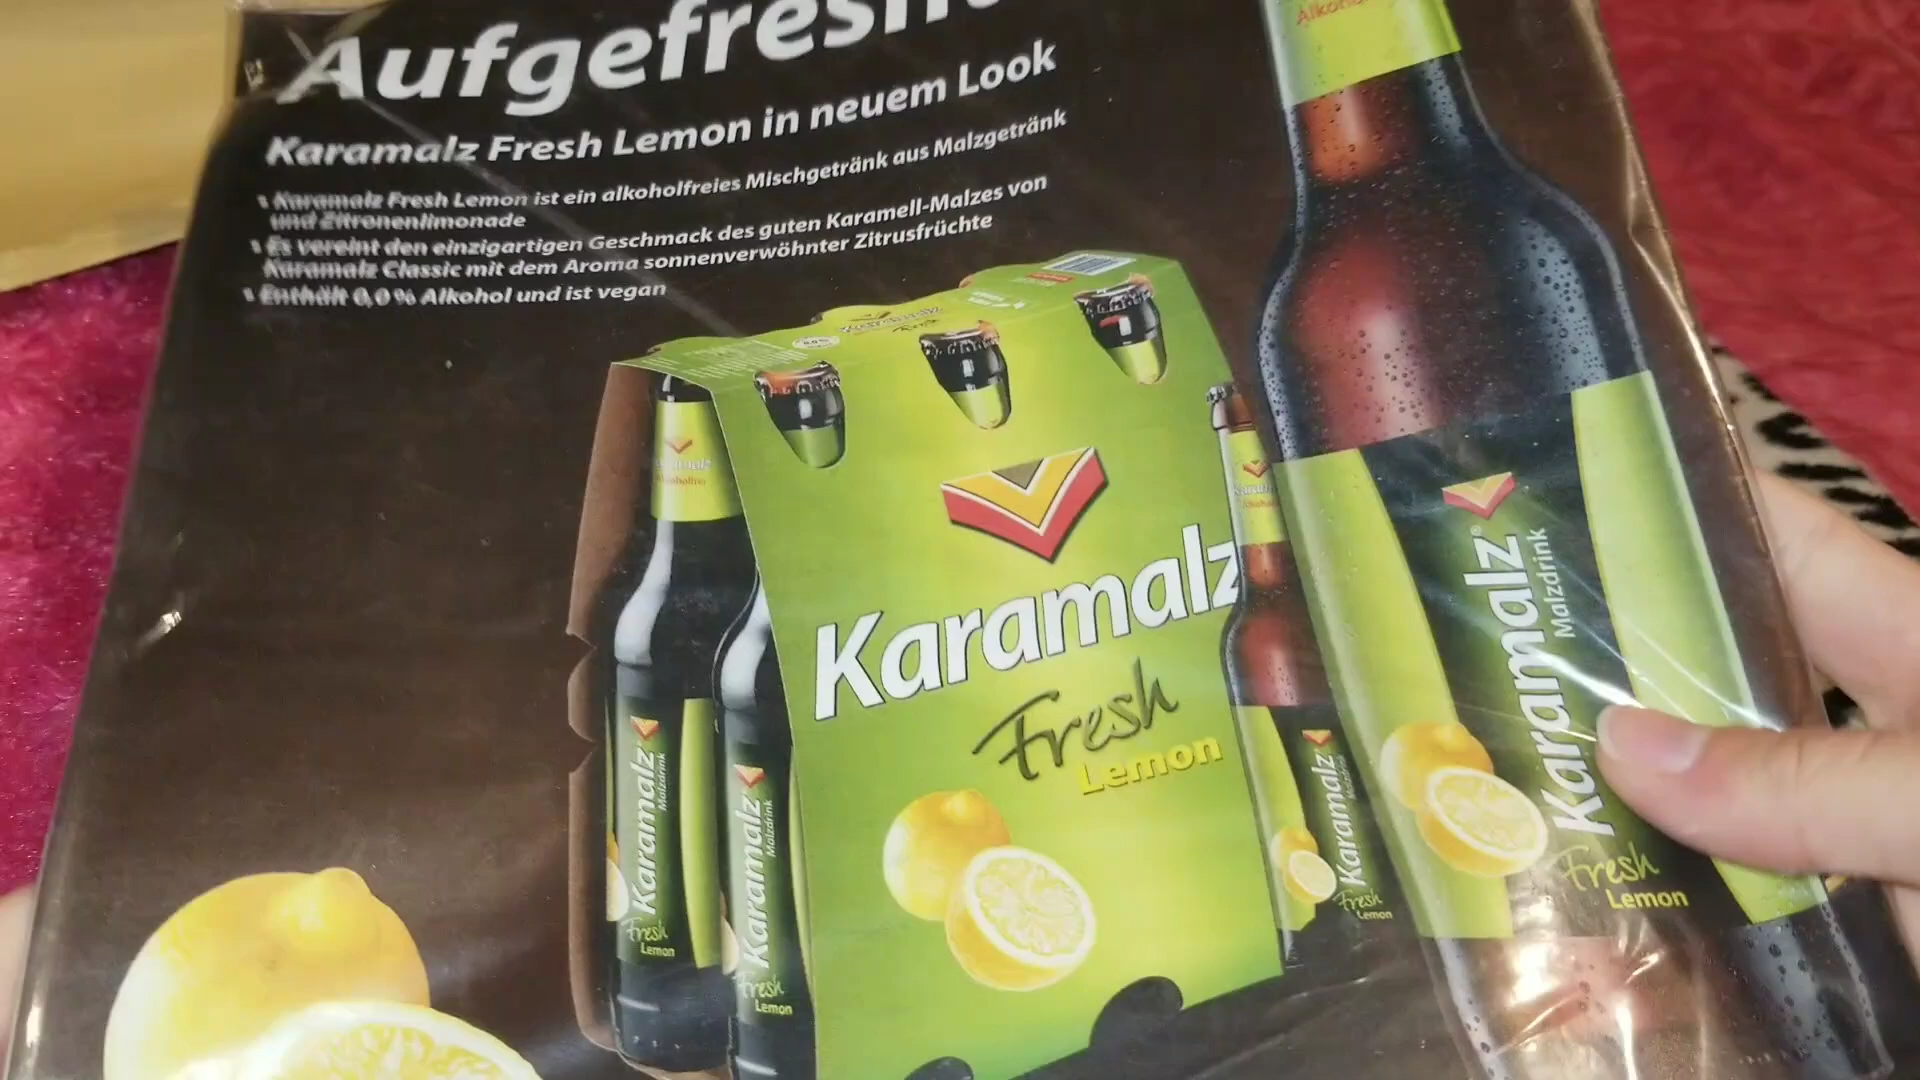 Aufgefresh
Karamalz Fresh Lemon in neuem Look
Karamalz Fresh Lemon ist ein alkoholfreies Mischgetränk aus Malzgetränk
und Zitronenlimonade
Es vereint den einzigartigen Geschmack des guten Karamell-Malzes von
Karamalz Classic mit dem Aroma sonnenverwöhnter Zitrusfrüchte
Enthält 0,0 % Alkohol und ist vegan
Karamalz
Fresh
Lemon
Karamalz
Malzdrink
Fresh
Lemon
Karamalz
Malzdrink
Fresh
Lemon
Karamalz
Malzdrink
Fresh
Lemon
Karamalz
Malzdrink
Fresh
Lemon